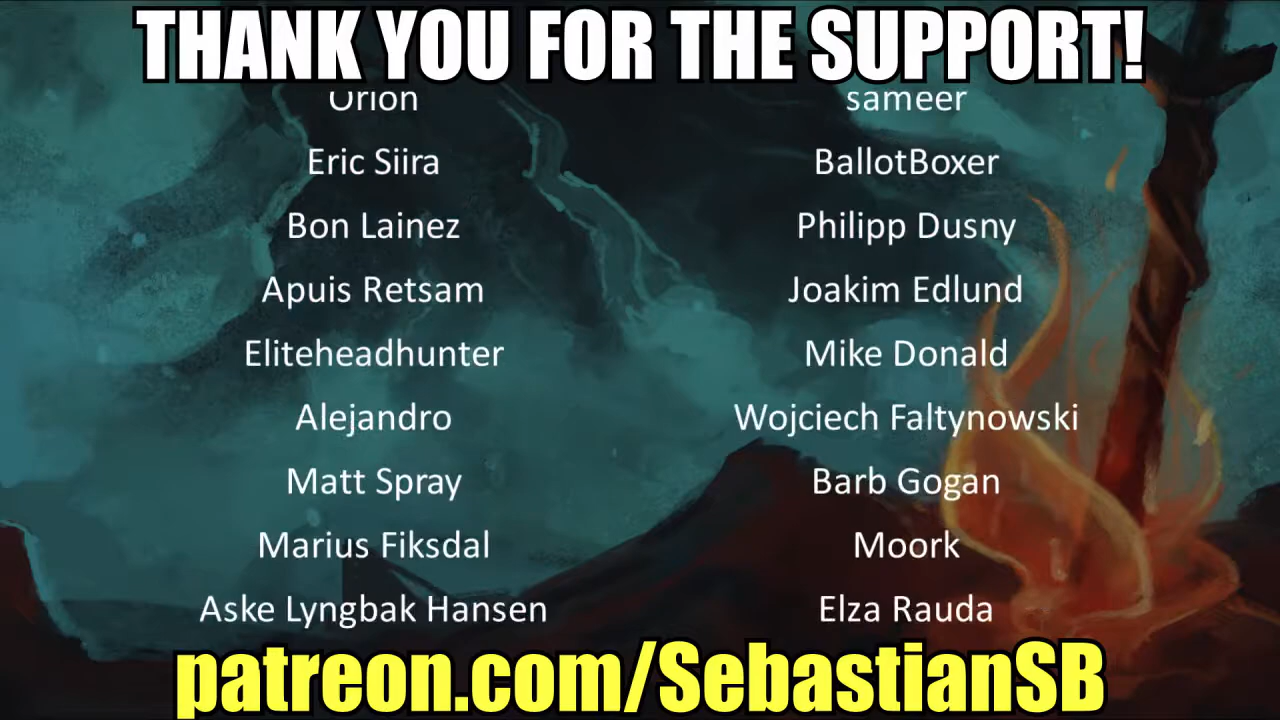 THANK YOU FOR THE SUPPORT!
Orion
sameer
Eric Siira
BallotBoxer
Bon Lainez
Philipp Dusny
Apuis Retsam
Joakim Edlund
Eliteheadhunter
Mike Donald
Alejandro
Wojciech Faltynowski
Matt Spray
Barb Gogan
Marius Fiksdal
Moork
Aske Lyngbak Hansen
Elza Rauda
patreon.com/SebastianSB